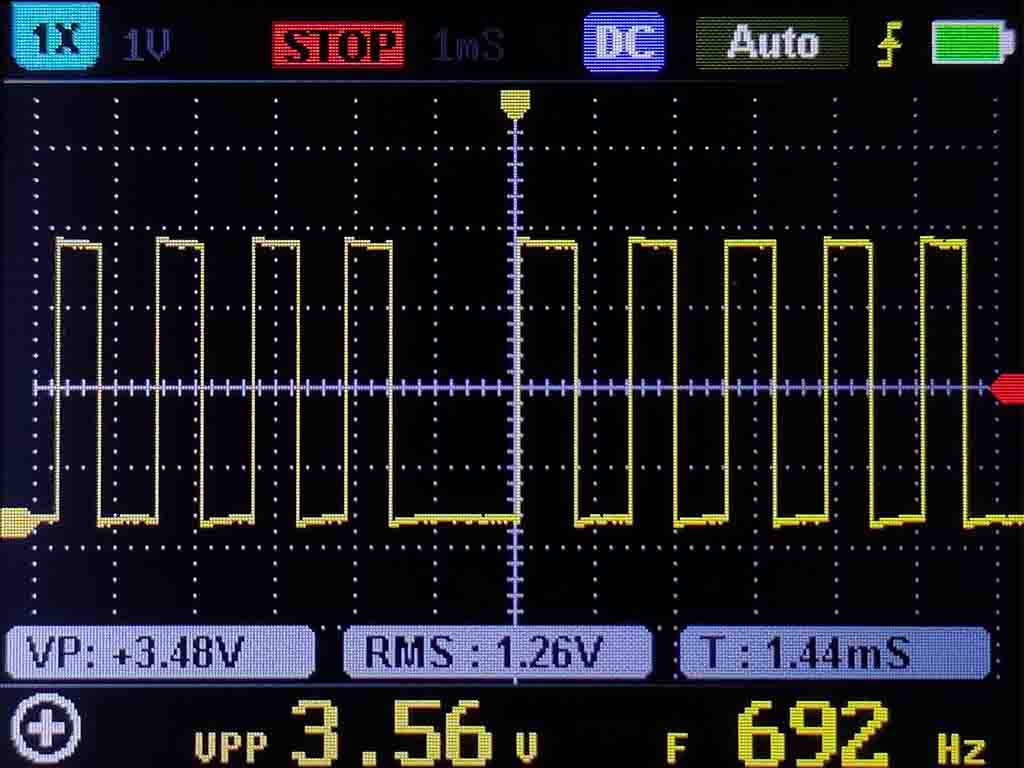 1X 1V STOP 1mS DC Auto
VP: +3.48V RMS : 1.26V T : 1.44mS
VPP 3.56 V F 692 Hz